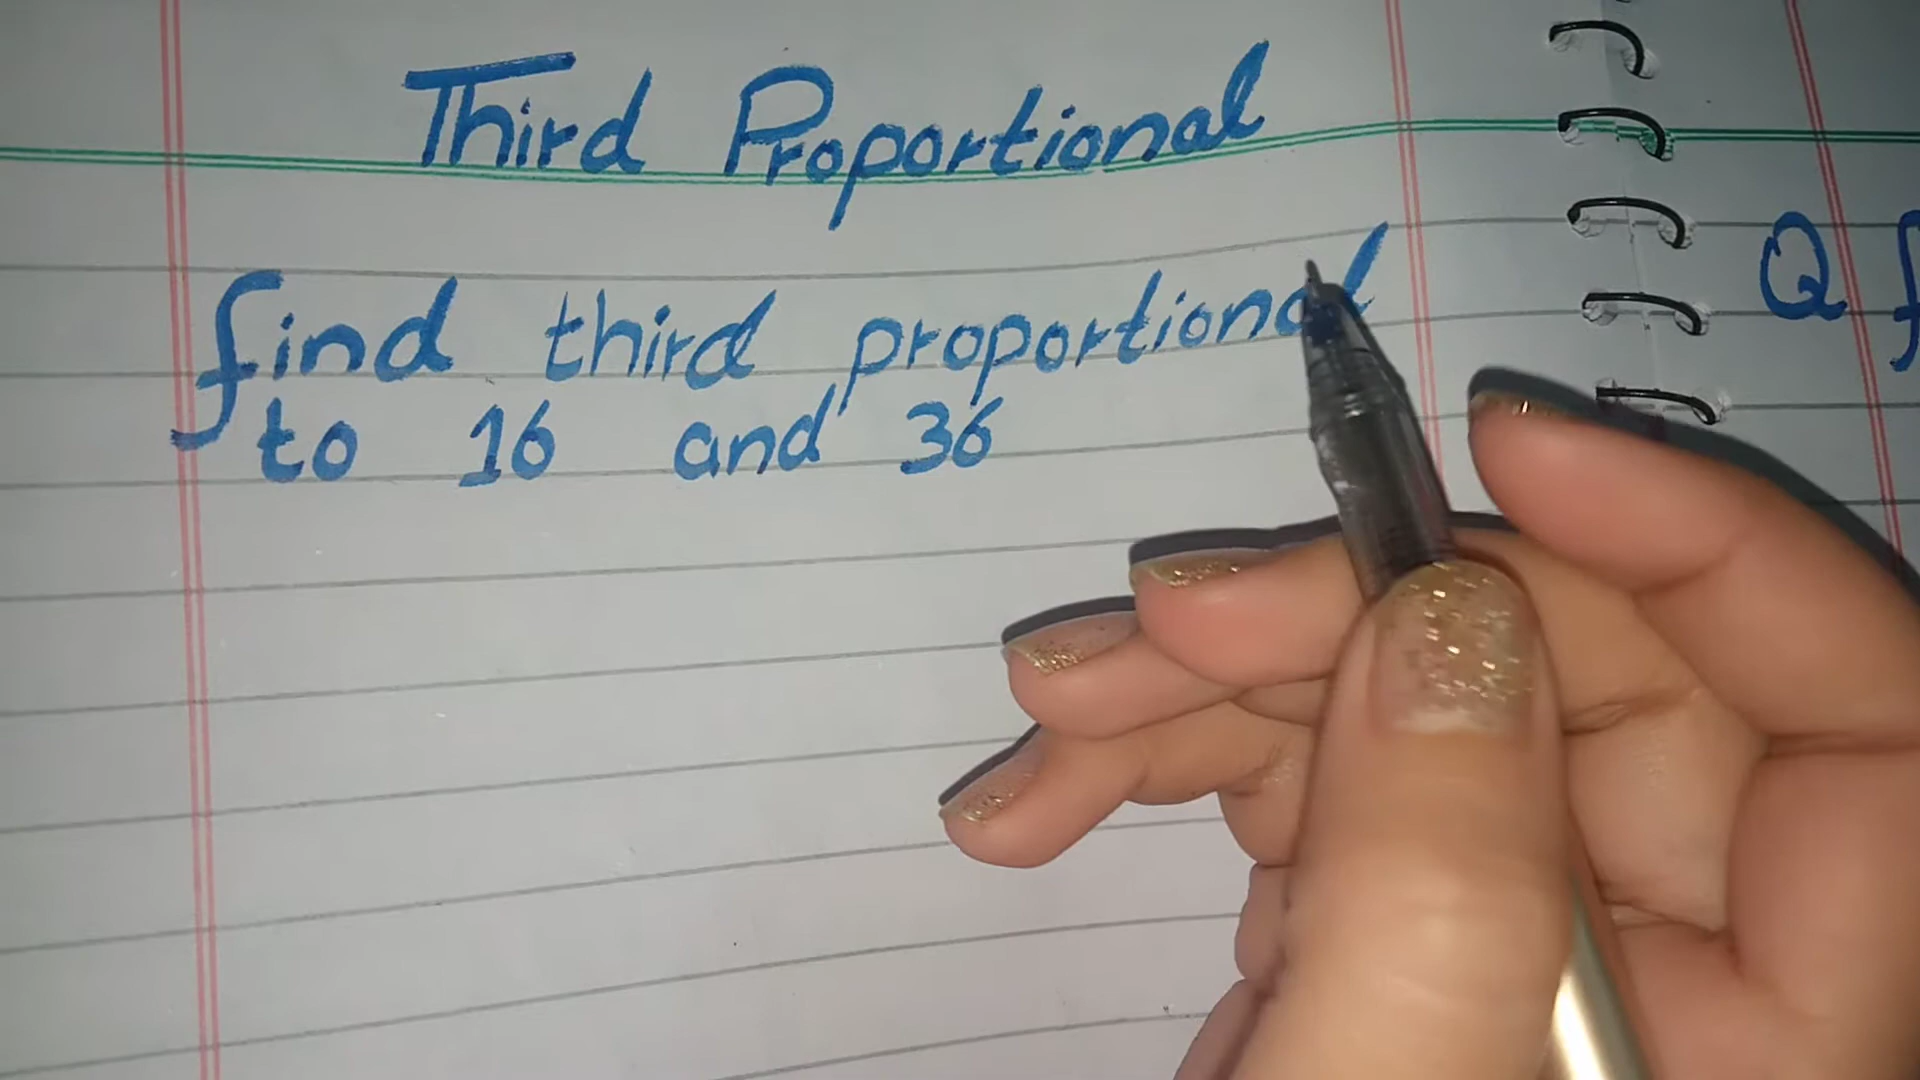 Third Proportional
find third proportional
to 16 and 36
Q